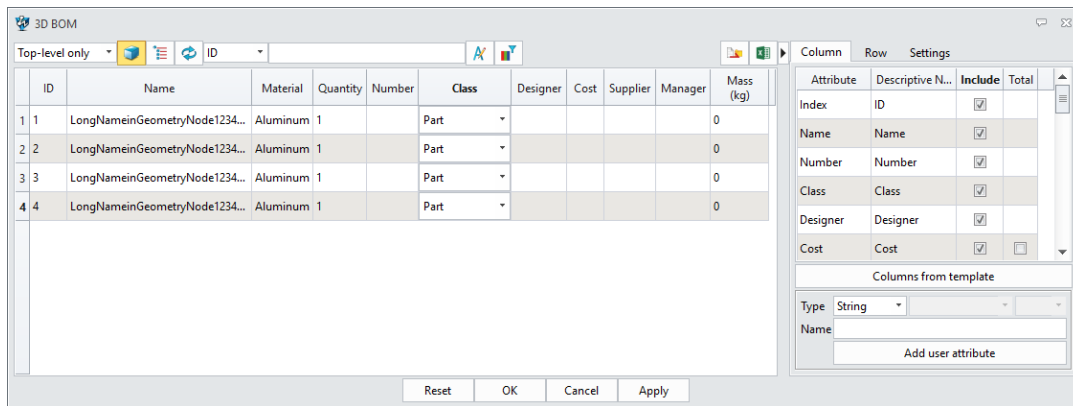 3D BOM
Top-level only ID
Column Row Settings
ID Name Material Quantity Number Class Designer Cost Supplier Manager Mass (kg)
1 1 LongNameinGeometryNode1234... Aluminum 1 Part 0
2 2 LongNameinGeometryNode1234... Aluminum 1 Part 0
3 3 LongNameinGeometryNode1234... Aluminum 1 Part 0
4 4 LongNameinGeometryNode1234... Aluminum 1 Part 0
Attribute Descriptive N... Include Total
Index ID
Name Name
Number Number
Class Class
Designer Designer
Cost Cost
Columns from template
Type String
Name
Add user attribute
Reset OK Cancel Apply